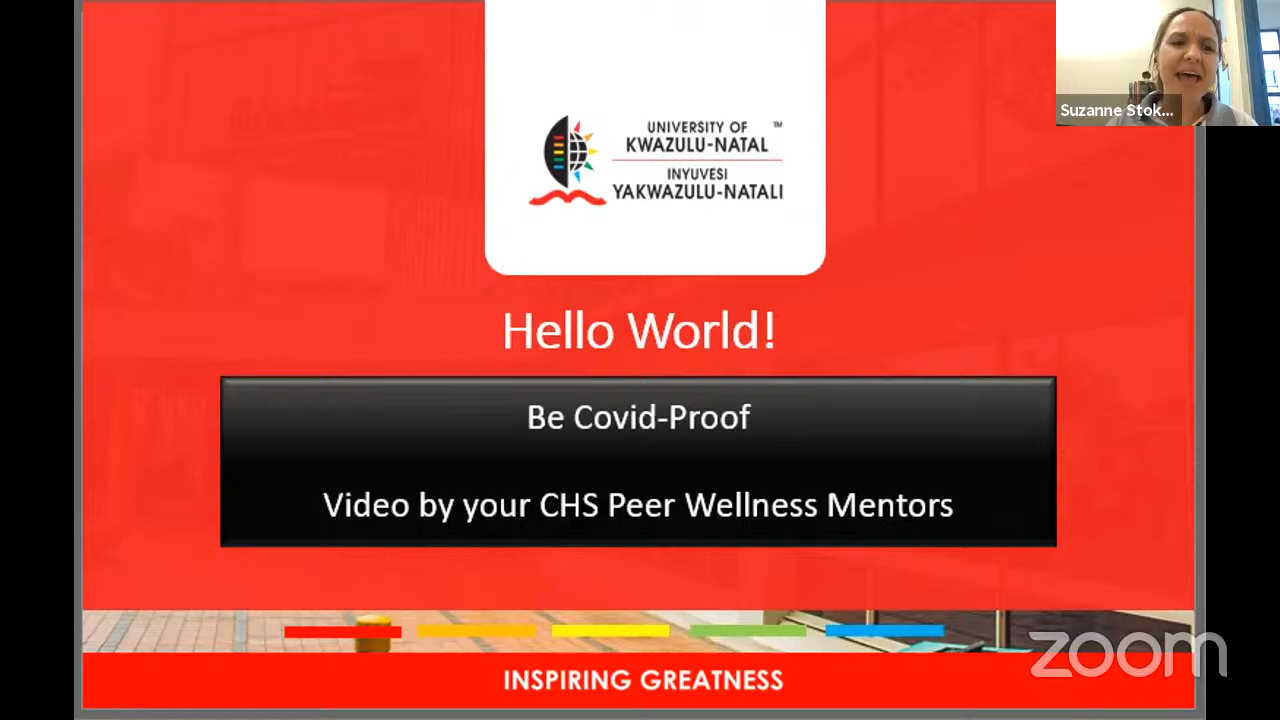 UNIVERSITY OF ™
KWAZULU-NATAL
INYUVESI
YAKWAZULU-NATALI
Suzanne Stok...
Hello World!
Be Covid-Proof
Video by your CHS Peer Wellness Mentors
zoom
INSPIRING GREATNESS